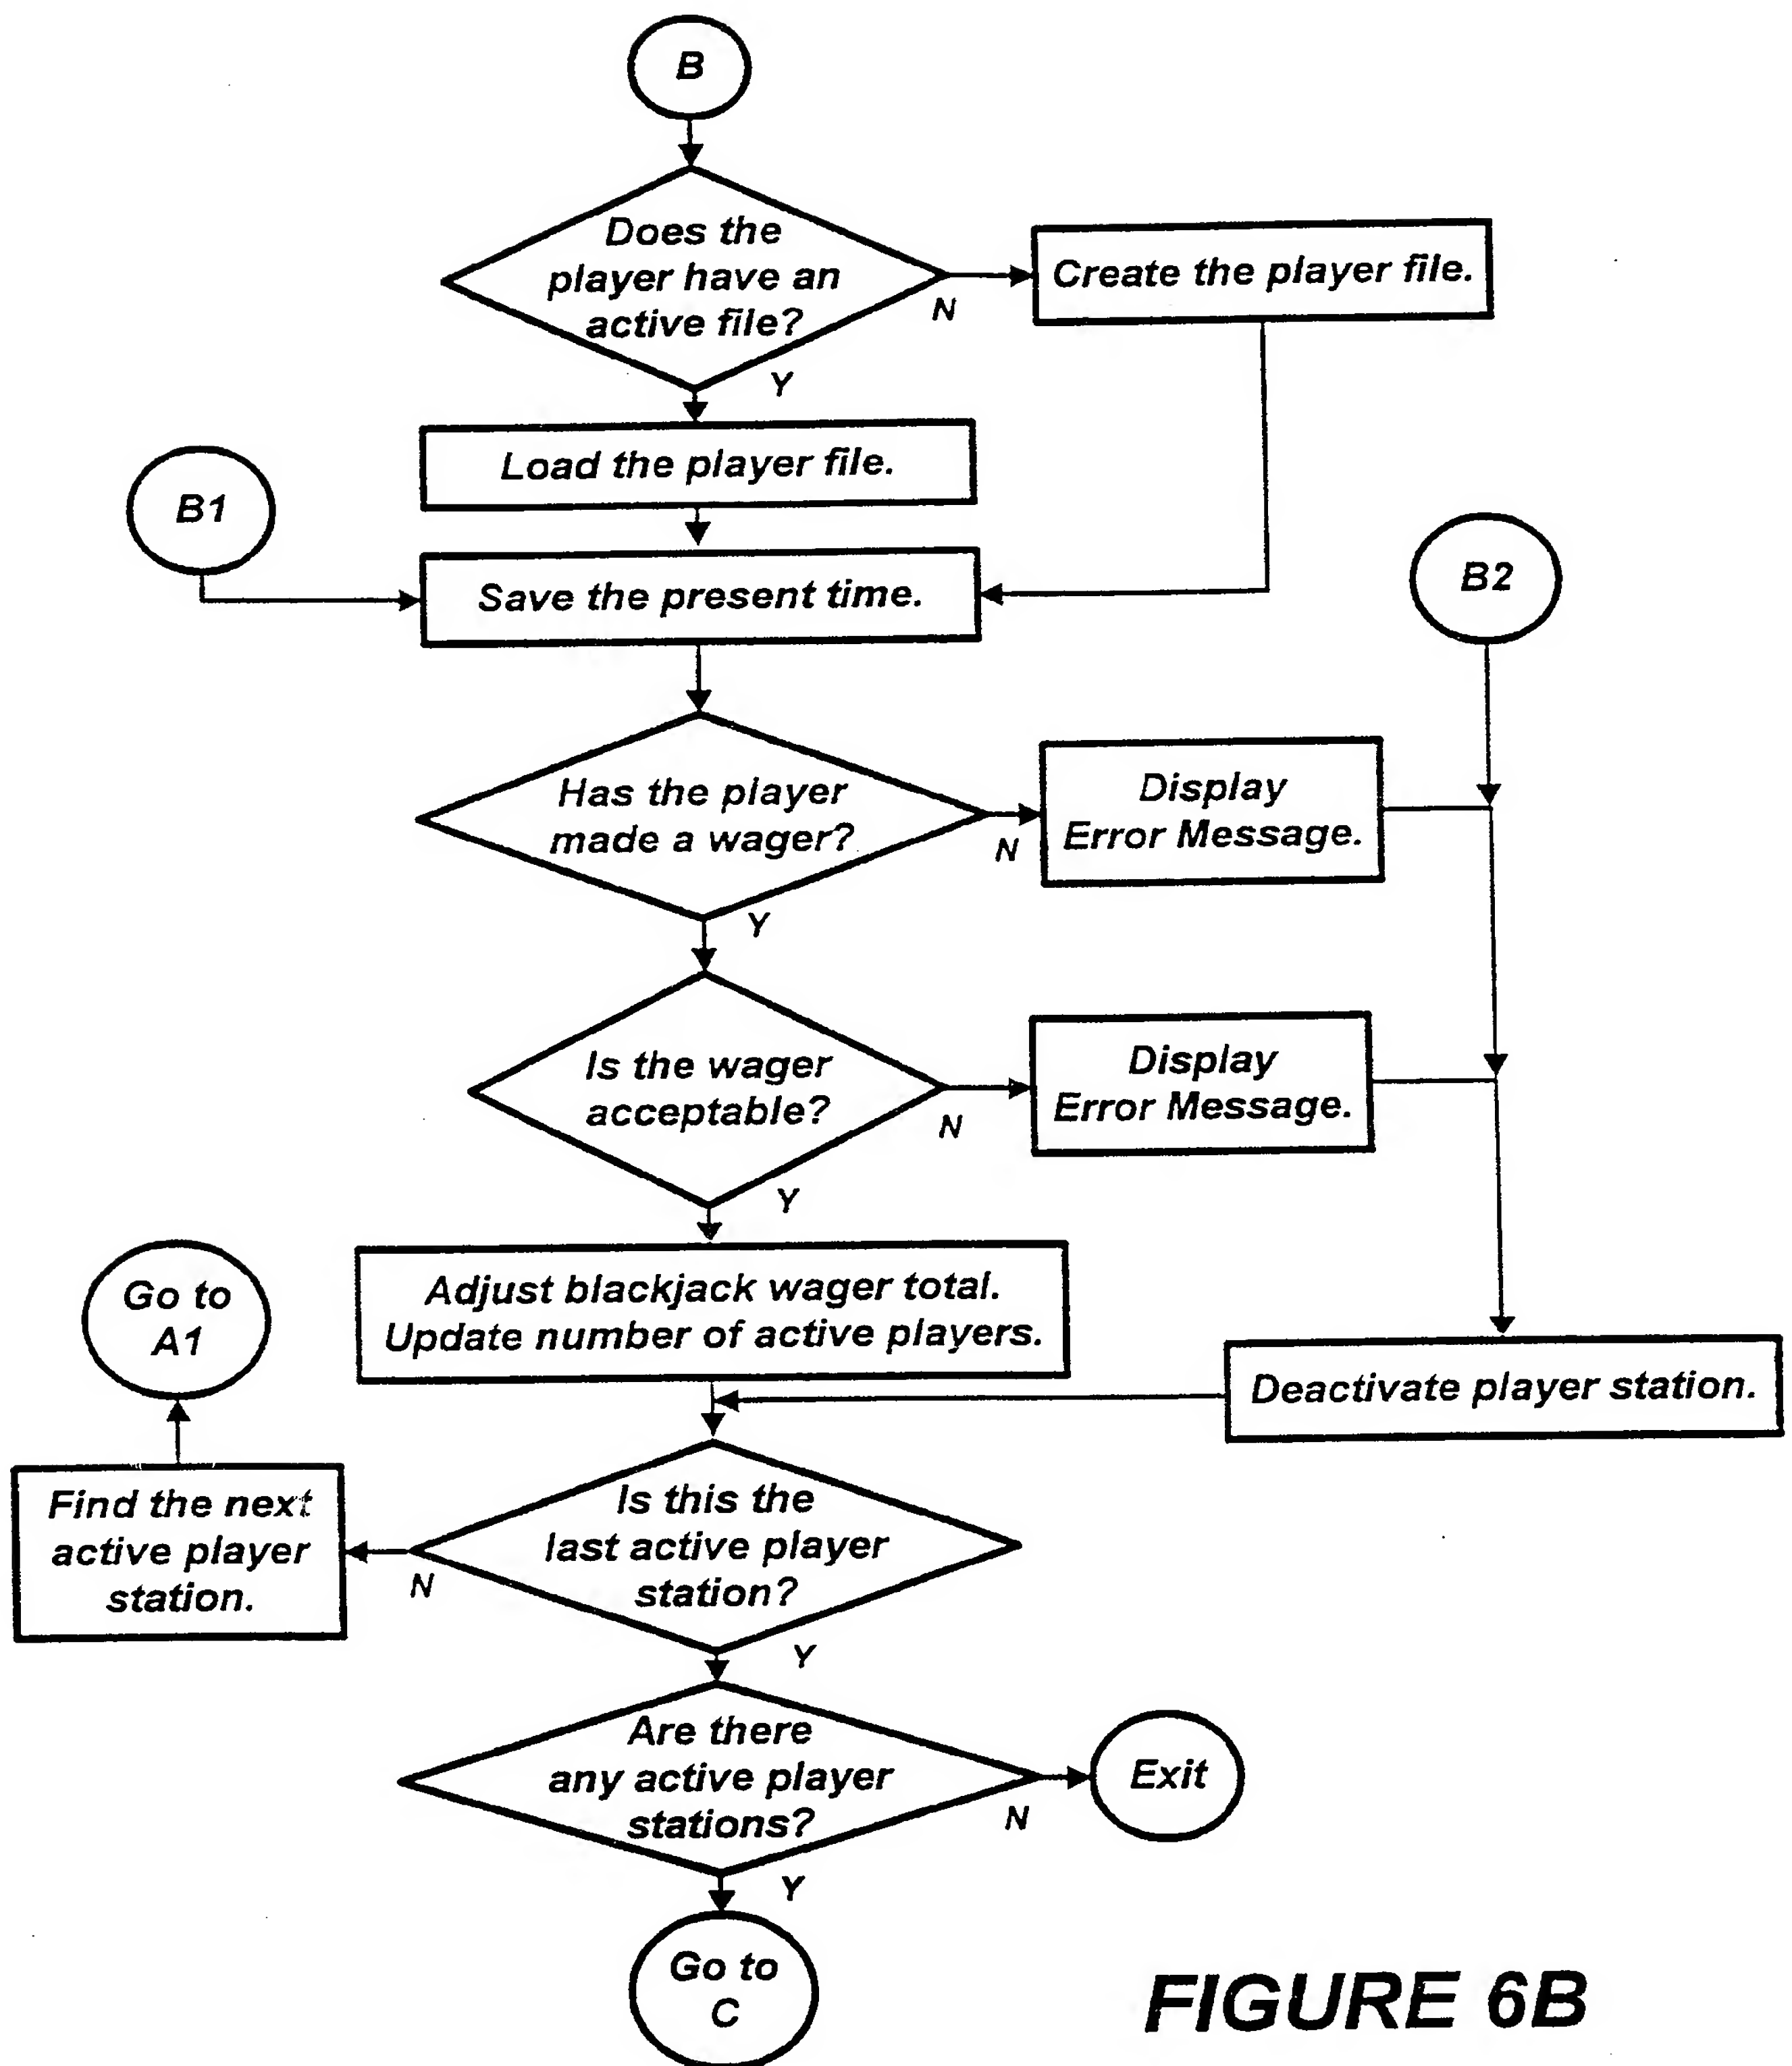 B
Does the
player have an
active file?
N
Create the player file.
Y
Load the player file.
B1
Save the present time.
B2
Has the player
made a wager?
N
Display
Error Message.
Y
Is the wager
acceptable?
N
Display
Error Message.
Y
Go to
A1
Adjust blackjack wager total.
Update number of active players.
Deactivate player station.
Find the next
active player
station.
N
Is this the
last active player
station?
Y
Are there
any active player
stations?
N
Exit
Y
Go to
C
FIGURE 6B